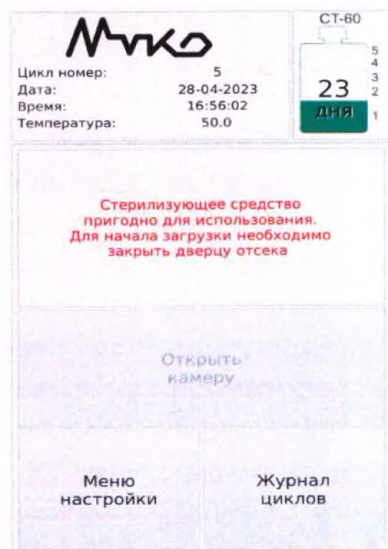 Мико
СТ-60
Цикл номер: 5
Дата: 28-04-2023
Время: 16:56:02
Температура: 50.0
5
4
3
2
1
23
ДНЯ
Стерилизующее средство
пригодно для использования.
Для начала загрузки необходимо
закрыть дверцу отсека
Открыть
камеру
Меню
настройки
Журнал
циклов